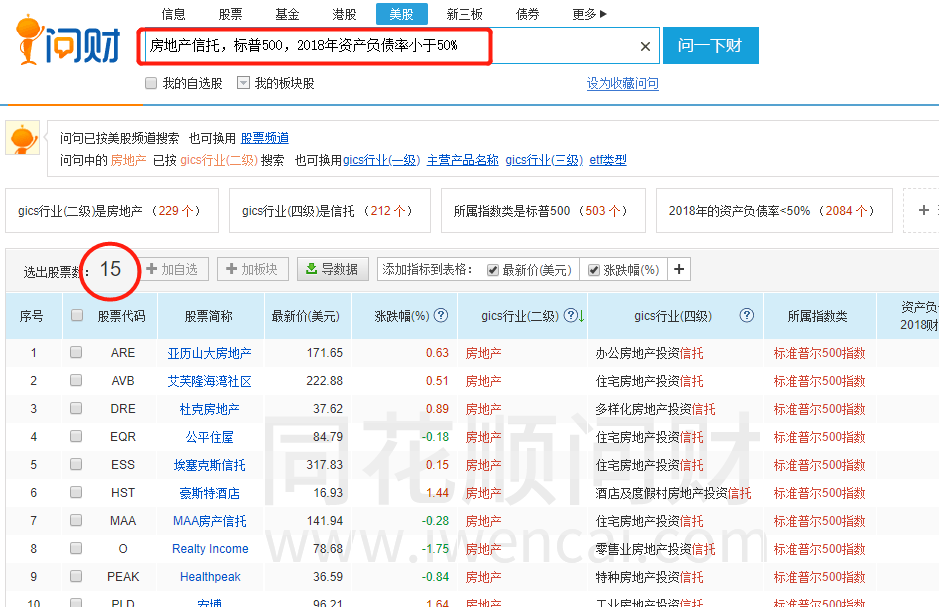 信息 股票 基金 港股 美股 新三板 债券 更多
问财
房地产信托，标普500，2018年资产负债率小于50%
× 问一下财
我的自选股 我的板块股 设为收藏问句
问句已按美股频道搜索 也可换用 股票频道
问句中的 房地产 已按 gics行业(二级) 搜索 也可换用gics行业(一级) 主营产品名称 gics行业(三级) etf类型
gics行业(二级)是房地产（229 个） gics行业(四级)是信托（212 个） 所属指数类是标普500（503 个） 2018年的资产负债率<50%（2084 个） +
选出股票数： 15 +加自选 +加板块 导数据 添加指标到表格： 最新价(美元) 涨跌幅(%) +
序号 股票代码 股票简称 最新价(美元) 涨跌幅(%) ? gics行业(二级) ?↓ gics行业(四级) ? 所属指数类 资产负
2018财
1 ARE 亚历山大房地产 171.65 0.63 房地产 办公房地产投资信托 标准普尔500指数
2 AVB 艾芙隆海湾社区 222.88 0.51 房地产 住宅房地产投资信托 标准普尔500指数
3 DRE 杜克房地产 37.62 0.89 房地产 多样化房地产投资信托 标准普尔500指数
4 EQR 公平住屋 84.79 -0.18 房地产 住宅房地产投资信托 标准普尔500指数
5 ESS 埃塞克斯信托 317.83 0.15 房地产 住宅房地产投资信托 标准普尔500指数
6 HST 豪斯特酒店 16.93 1.44 房地产 酒店及度假村房地产投资信托 标准普尔500指数
7 MAA MAA房产信托 141.94 -0.28 房地产 住宅房地产投资信托 标准普尔500指数
8 O Realty Income 78.68 -1.75 房地产 零售业房地产投资信托 标准普尔500指数
9 PEAK Healthpeak 36.59 -0.84 房地产 特种房地产投资信托 标准普尔500指数
10 PLD 安博 96.21 1.64 房地产 工业房地产投资信托 标准普尔500指数
同花顺问财
www.iwencai.com